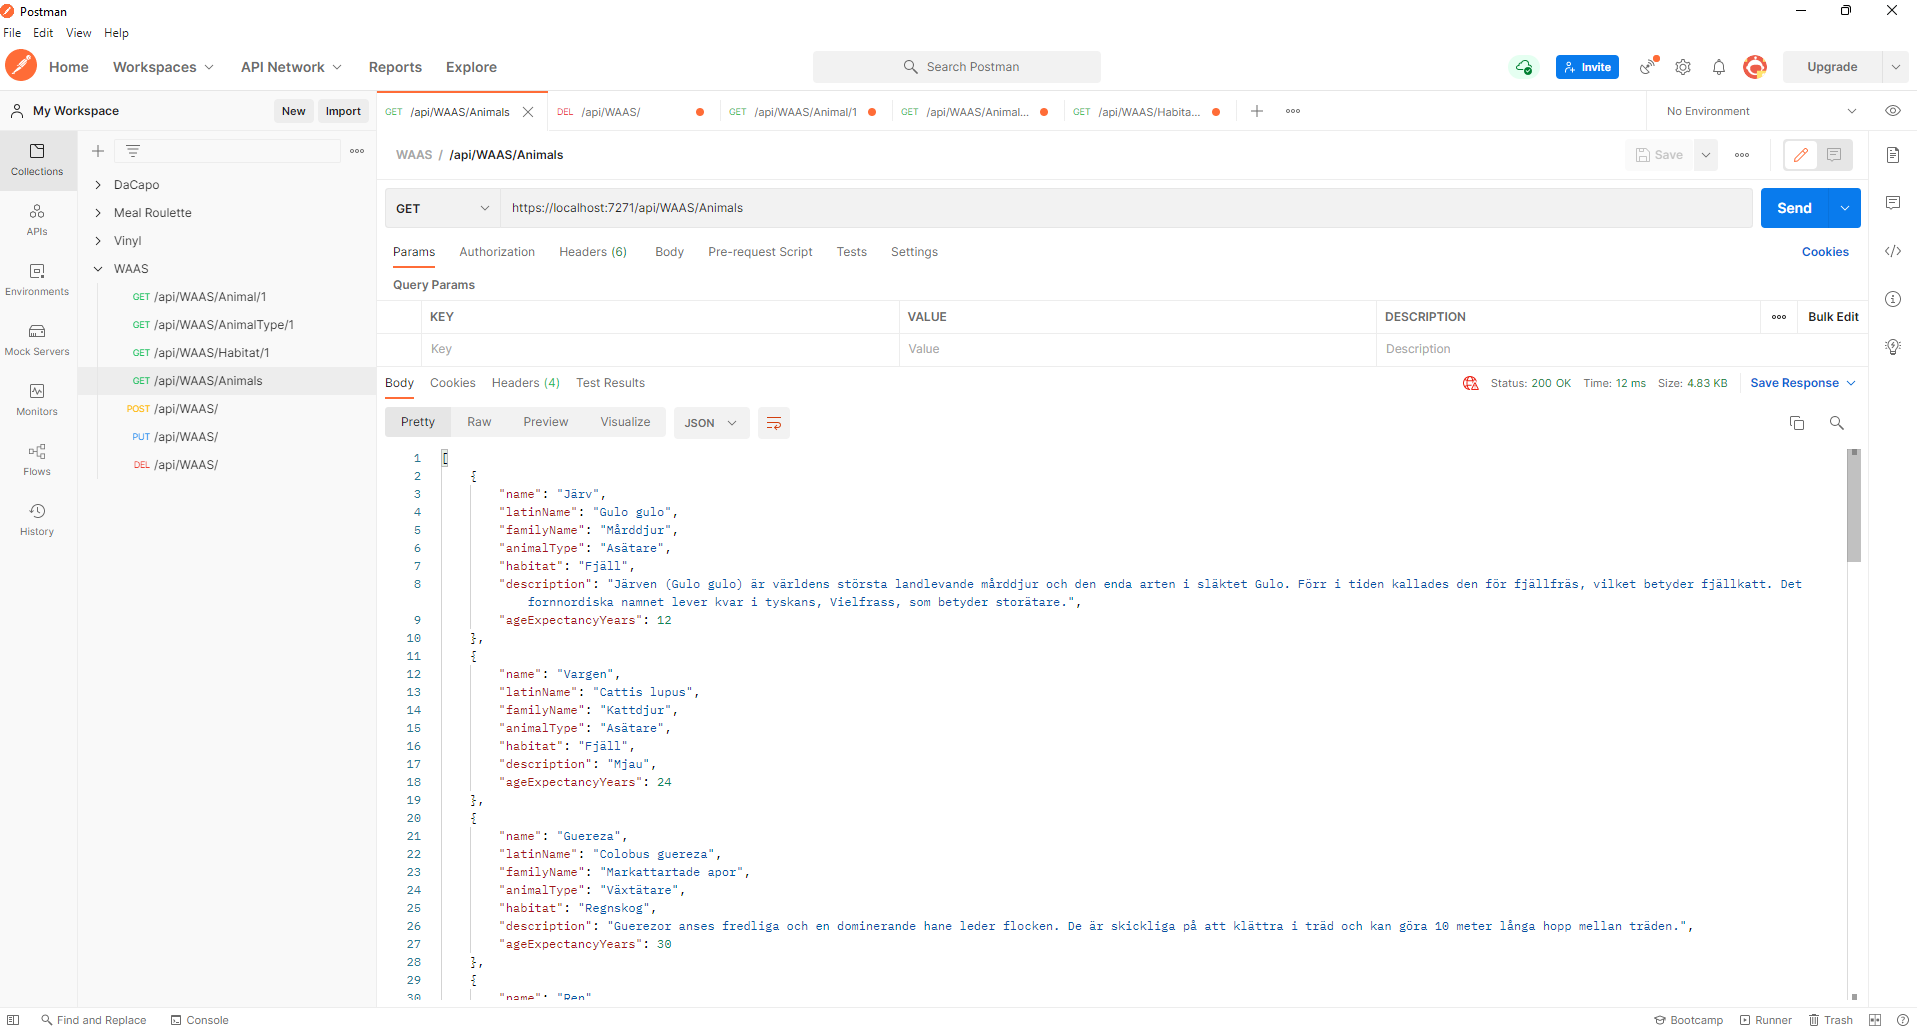 Postman
File Edit View Help
Home Workspaces API Network Reports Explore Search Postman Invite Upgrade
My Workspace New Import GET /api/WAAS/Animals DEL /api/WAAS/ GET /api/WAAS/Animal/1 GET /api/WAAS/Animal... GET /api/WAAS/Habita... No Environment
Collections
APIs
Environments
Mock Servers
Monitors
Flows
History
DaCapo
Meal Roulette
Vinyl
WAAS
GET /api/WAAS/Animal/1
GET /api/WAAS/AnimalType/1
GET /api/WAAS/Habitat/1
GET /api/WAAS/Animals
POST /api/WAAS/
PUT /api/WAAS/
DEL /api/WAAS/
WAAS / /api/WAAS/Animals Save
GET https://localhost:7271/api/WAAS/Animals Send
Params Authorization Headers (6) Body Pre-request Script Tests Settings Cookies
Query Params
KEY VALUE DESCRIPTION Bulk Edit
Key Value Description
Body Cookies Headers (4) Test Results Status: 200 OK Time: 12 ms Size: 4.83 KB Save Response
Pretty Raw Preview Visualize JSON
1 [
2 {
3 "name": "Järv",
4 "latinName": "Gulo gulo",
5 "familyName": "Mårddjur",
6 "animalType": "Asätare",
7 "habitat": "Fjäll",
8 "description": "Järven (Gulo gulo) är världens största landlevande mårddjur och den enda arten i släktet Gulo. Förr i tiden kallades den för fjällfräs, vilket betyder fjällkatt. Det
fornnordiska namnet lever kvar i tyskans, Vielfrass, som betyder storätare.",
9 "ageExpectancyYears": 12
10 },
11 {
12 "name": "Vargen",
13 "latinName": "Cattis lupus",
14 "familyName": "Kattdjur",
15 "animalType": "Asätare",
16 "habitat": "Fjäll",
17 "description": "Mjau",
18 "ageExpectancyYears": 24
19 },
20 {
21 "name": "Guereza",
22 "latinName": "Colobus guereza",
23 "familyName": "Markattartade apor",
24 "animalType": "Växtätare",
25 "habitat": "Regnskog",
26 "description": "Guerezor anses fredliga och en dominerande hane leder flocken. De är skickliga på att klättra i träd och kan göra 10 meter långa hopp mellan träden.",
27 "ageExpectancyYears": 30
28 },
29 {
30 "name": "Ren"
Find and Replace Console Bootcamp Runner Trash